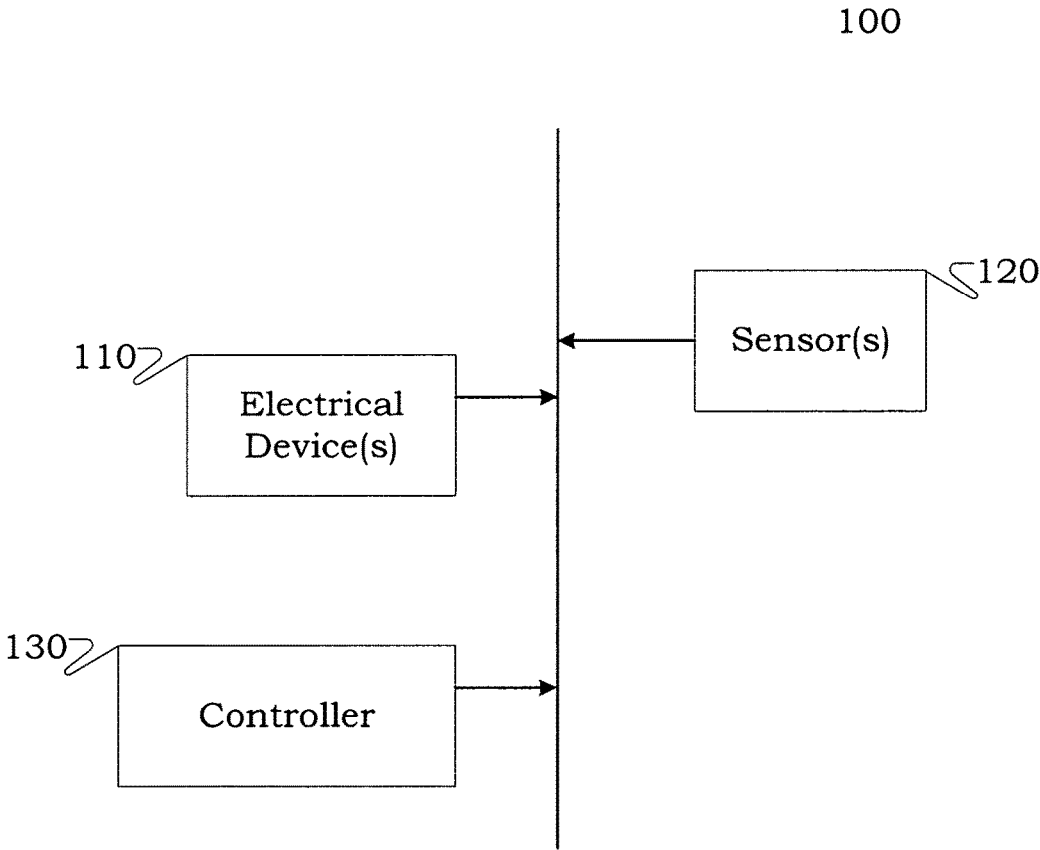 100
120
Sensor(s)
110
Electrical
Device(s)
130
Controller